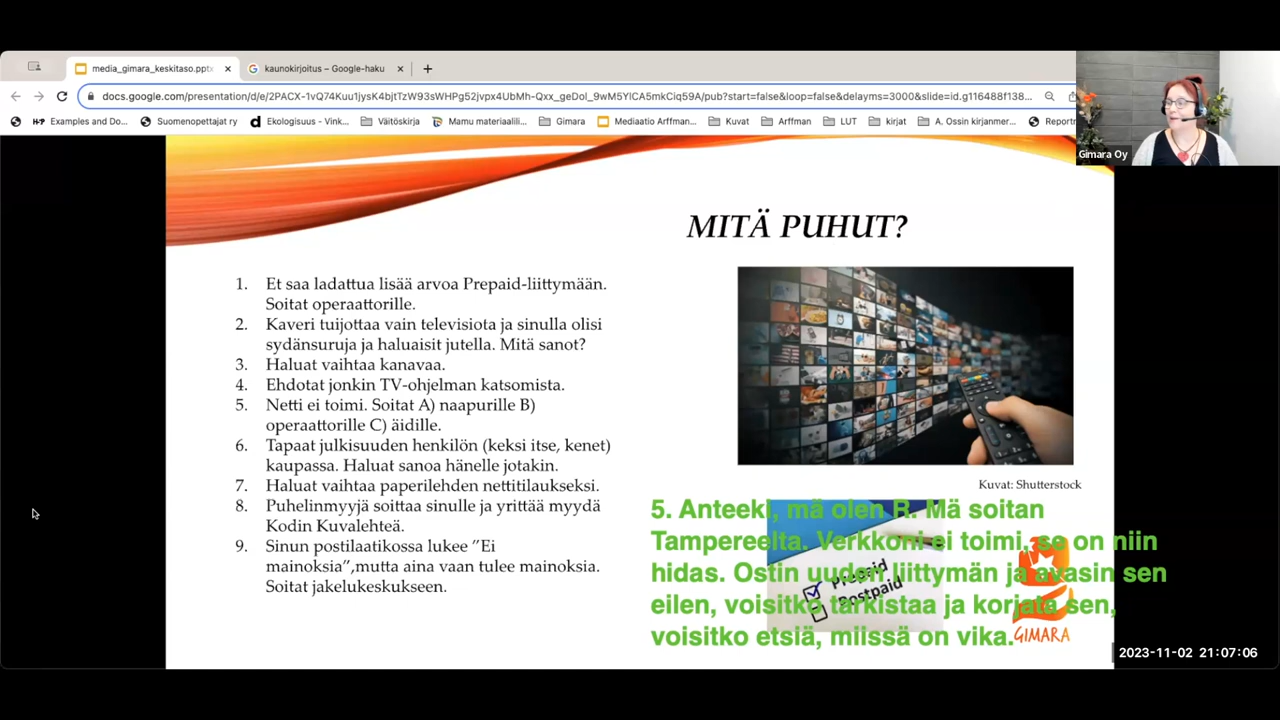 media_gimara_keskitaso.pptx
kaunokirjoitus – Google-haku
docs.google.com/presentation/d/e/2PACX-1vQ74Kuu1jysK4bjtTzW93sWHPg52jvpx4UbMh-Qxx_geDol_9wM5YlCA5mkCiq59A/pub?start=false&loop=false&delayms=3000&slide=id.g116488f138...
Examples and Do...
Suomenopettajat ry
Ekologisuus - Vink...
Väitöskirja
Mamu materiaalili...
Gimara
Mediaatio Arffman...
Kuvat
Arffman
LUT
kirjat
A. Ossin kirjanmer...
Reportr
Gimara Oy
MITÄ PUHUT?
1. Et saa ladattua lisää arvoa Prepaid-liittymään.
Soitat operaattorille.
2. Kaveri tuijottaa vain televisiota ja sinulla olisi
sydänsuruja ja haluaisit jutella. Mitä sanot?
3. Haluat vaihtaa kanavaa.
4. Ehdotat jonkin TV-ohjelman katsomista.
5. Netti ei toimi. Soitat A) naapurille B)
operaattorille C) äidille.
6. Tapaat julkisuuden henkilön (keksi itse, kenet)
kaupassa. Haluat sanoa hänelle jotakin.
7. Haluat vaihtaa paperilehden nettitilaukseksi.
8. Puhelinmyyjä soittaa sinulle ja yrittää myydä
Kodin Kuvalehteä.
9. Sinun postilaatikossa lukee ”Ei
mainoksia”,mutta aina vaan tulee mainoksia.
Soitat jakelukeskukseen.
Kuvat: Shutterstock
5. Anteeki, mä olen R. Mä soitan
Tampereelta. Verkkoni ei toimi, se on niin
hidas. Ostin uuden liittymän ja avasin sen
eilen, voisitko tarkistaa ja korjata sen,
voisitko etsiä, miissä on vika.
Prepaid
Postpaid
GIMARA
2023-11-02 21:07:06